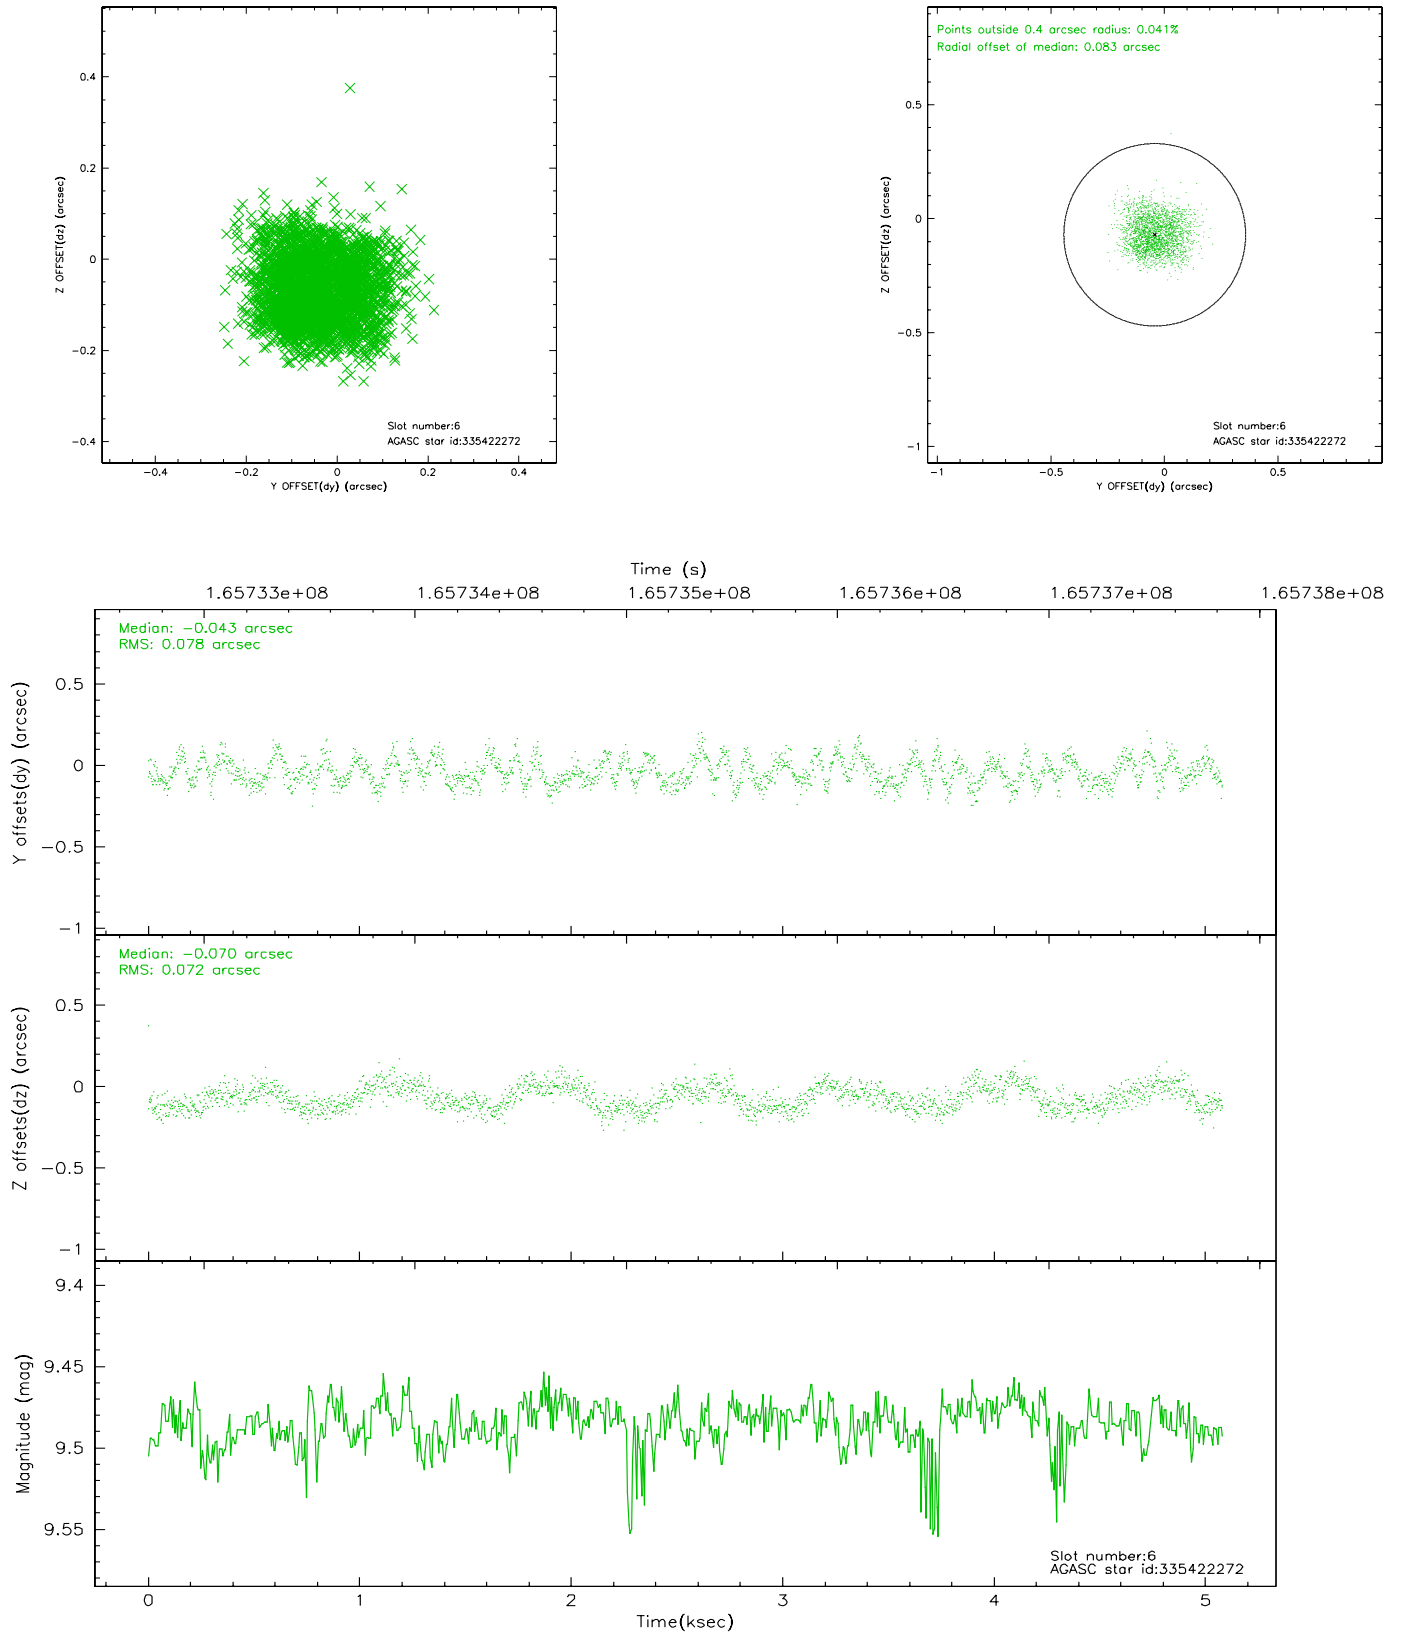 0.4
0.2
0
−0.2
−0.4
Z OFFSET(dz) (arcsec)
−0.4 −0.2 0 0.2 0.4
Y OFFSET(dy) (arcsec)
Slot number:6
AGASC star id:335422272
Points outside 0.4 arcsec radius: 0.041%
Radial offset of median: 0.083 arcsec
0.5
0
−0.5
−1
Z OFFSET(dz) (arcsec)
−1 −0.5 0 0.5
Y OFFSET(dy) (arcsec)
Slot number:6
AGASC star id:335422272
Time (s)
1.65733e+08 1.65734e+08 1.65735e+08 1.65736e+08 1.65737e+08 1.65738e+08
Median: −0.043 arcsec
RMS: 0.078 arcsec
0.5
0
−0.5
−1
Y offsets(dy) (arcsec)
Median: −0.070 arcsec
RMS: 0.072 arcsec
0.5
0
−0.5
−1
Z offsets(dz) (arcsec)
9.4
9.45
9.5
9.55
Magnitude (mag)
Slot number:6
AGASC star id:335422272
0 1 2 3 4 5
Time(ksec)